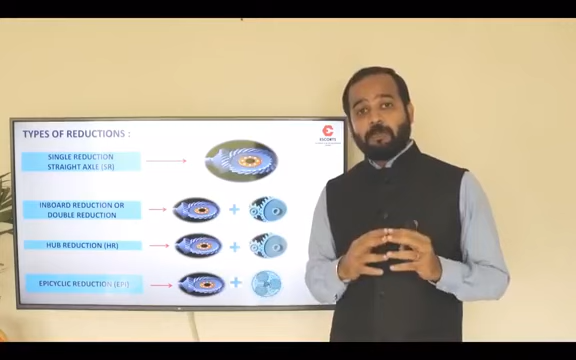 TYPES OF REDUCTIONS :
ESCORTS
SINGLE REDUCTION
STRAIGHT AXLE (SR)
INBOARD REDUCTION OR
DOUBLE REDUCTION
HUB REDUCTION (HR)
EPICYCLIC REDUCTION (EPI)